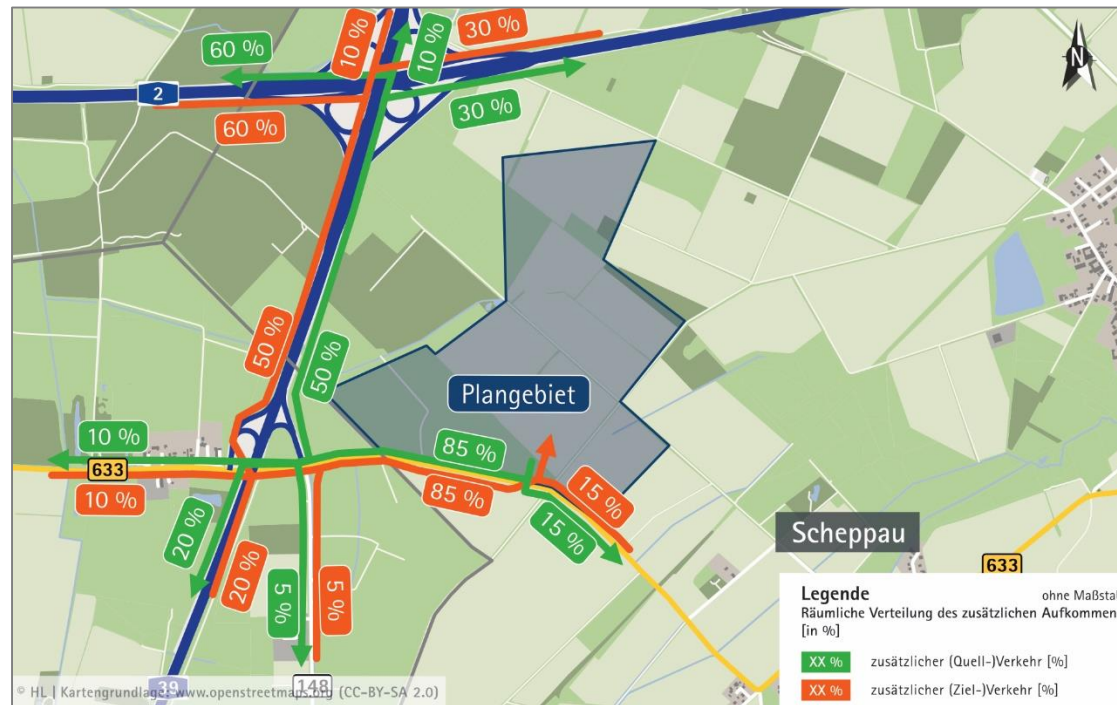 60 %
10 %
30 %
10 %
N
2
60 %
30 %
50 %
50 %
Plangebiet
10 %
85 %
633
10 %
85 %
15 %
15 %
20 %
20 %
5 %
5 %
Scheppau
633
39
148
Legende
ohne Maßstab
Räumliche Verteilung des zusätzlichen Aufkommens
[in %]
XX %
zusätzlicher (Quell-)Verkehr [%]
XX %
zusätzlicher (Ziel-)Verkehr [%]
© HL | Kartengrundlage: www.openstreetmaps.org (CC-BY-SA 2.0)